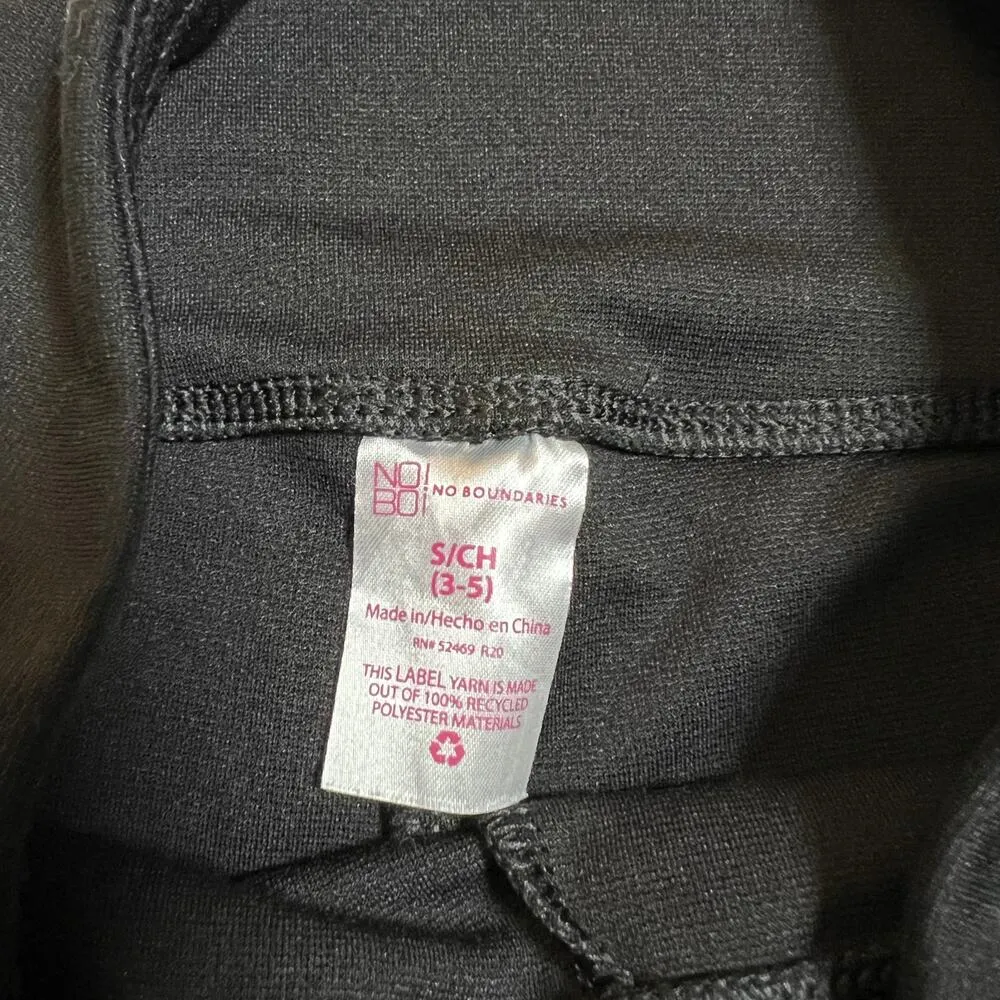 NO!
BO!
NO BOUNDARIES
S/CH
(3-5)
Made in/Hecho en China
RN# 52469 R20
THIS LABEL YARN IS MADE
OUT OF 100% RECYCLED
POLYESTER MATERIALS